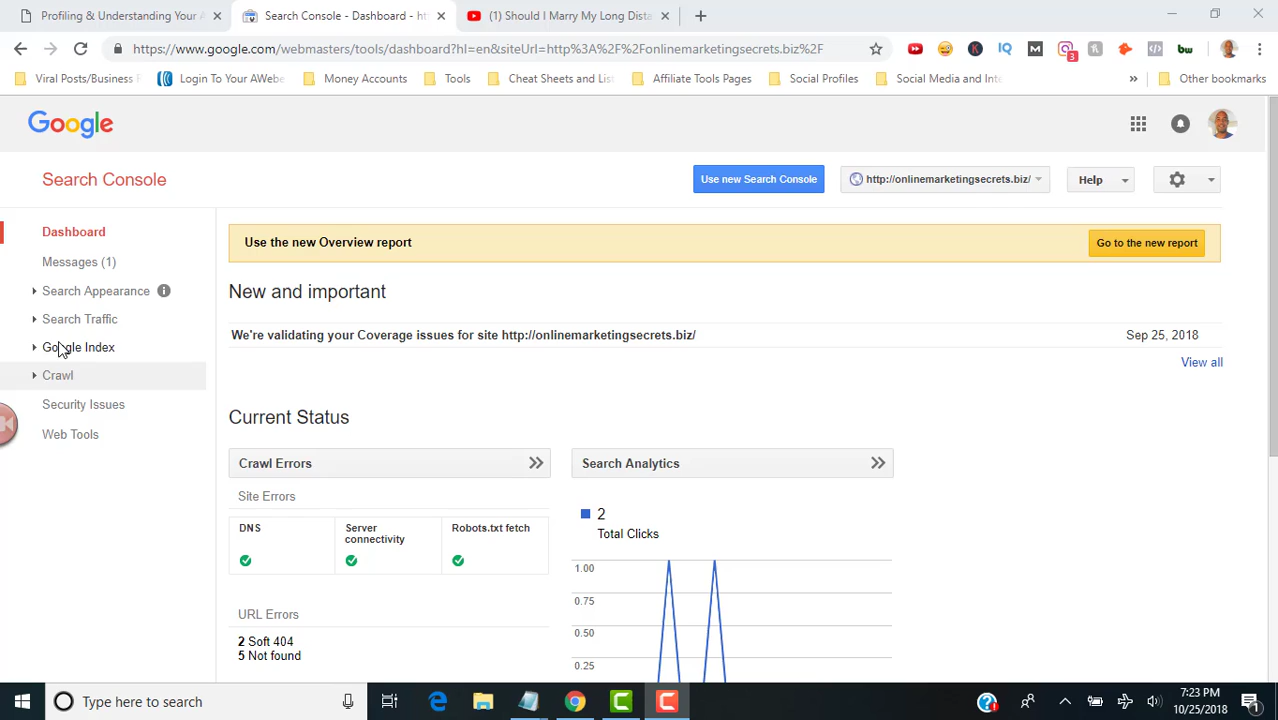 Profiling & Understanding Your A
Search Console - Dashboard - ht
(1) Should I Marry My Long Dista
https://www.google.com/webmasters/tools/dashboard?hl=en&siteUrl=http%3A%2F%2Fonlinemarketingsecrets.biz%2F
K
IQ
M
3
bw
Viral Posts/Business F
Login To Your AWebe
Money Accounts
Tools
Cheat Sheets and List
Affiliate Tools Pages
Social Profiles
Social Media and Inte
Other bookmarks
Google
Search Console
Use new Search Console
http://onlinemarketingsecrets.biz/
Help
Dashboard
Messages (1)
Search Appearance
Search Traffic
Google Index
Crawl
Security Issues
Web Tools
Use the new Overview report
Go to the new report
New and important
We're validating your Coverage issues for site http://onlinemarketingsecrets.biz/
Sep 25, 2018
View all
Current Status
Crawl Errors
Search Analytics
Site Errors
DNS
Server connectivity
Robots.txt fetch
URL Errors
2 Soft 404
5 Not found
2
Total Clicks
1.00
0.75
0.50
0.25
Type here to search
7:23 PM
10/25/2018
1